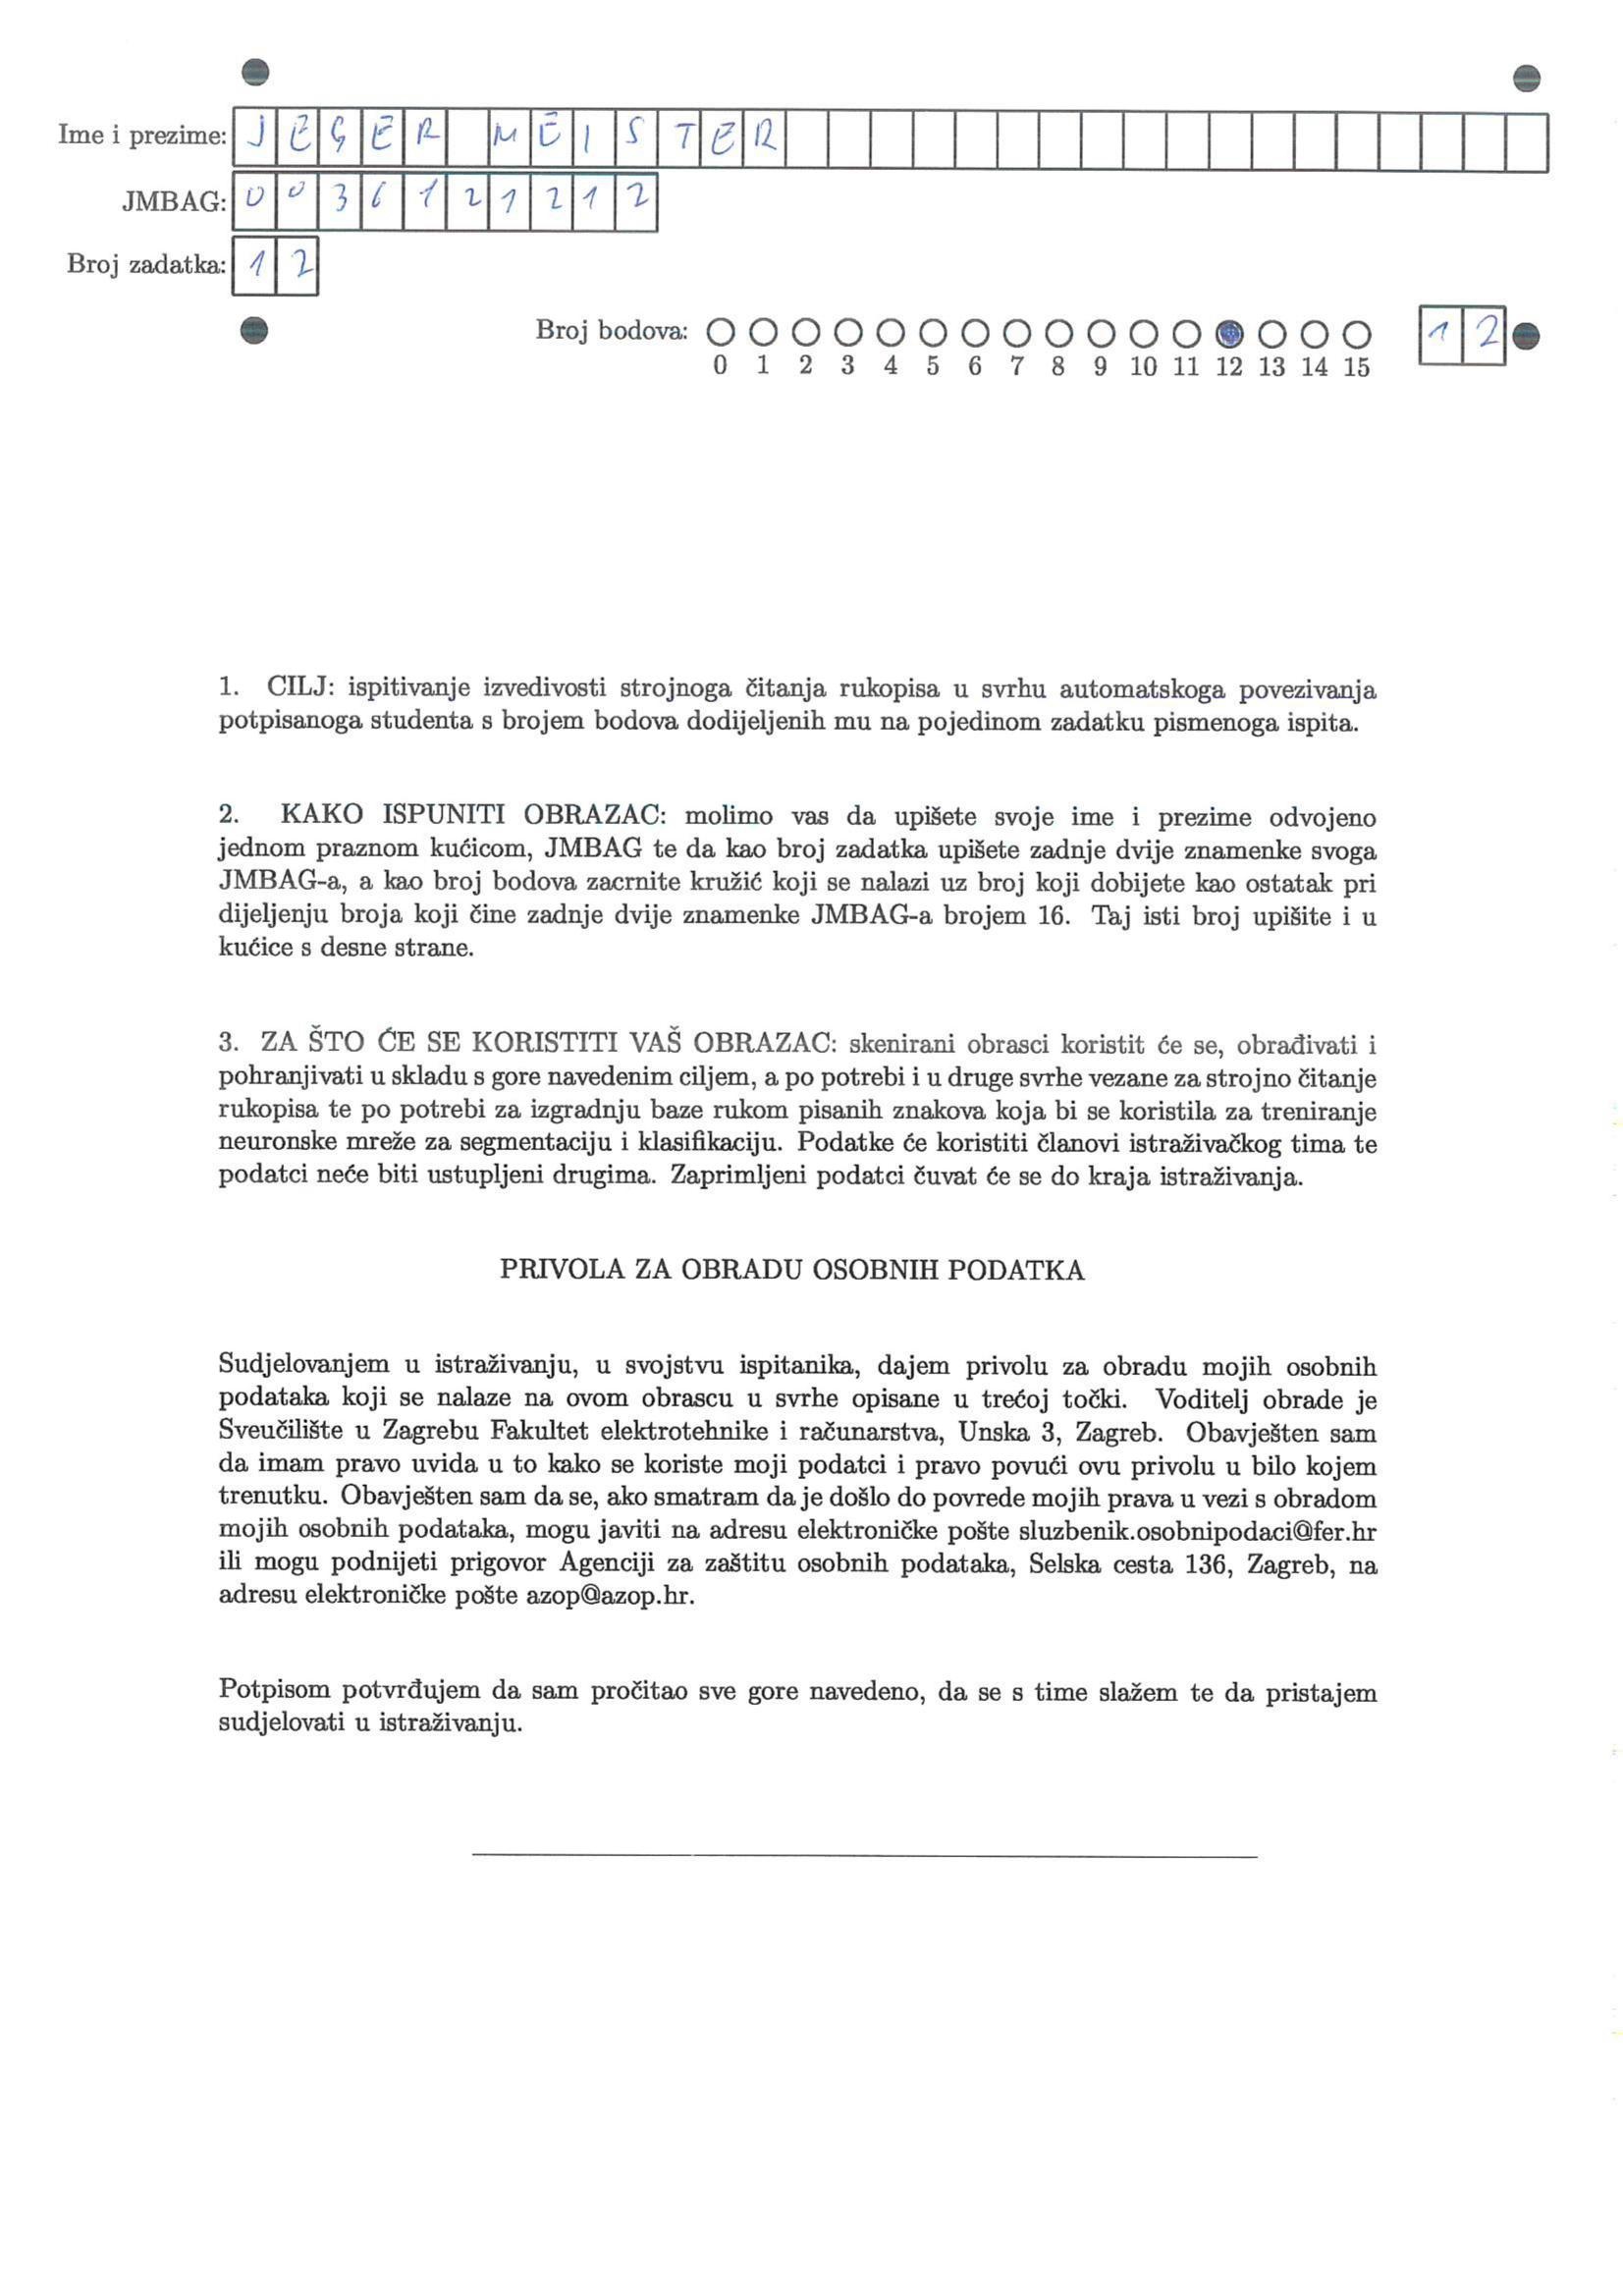 Ime i prezime: JEGER MEISTER
JMBAG: 0036121212
Broj zadatka: 12
Broj bodova: 12
0 1 2 3 4 5 6 7 8 9 10 11 12 13 14 15
1. CILJ: ispitivanje izvedivosti strojnoga čitanja rukopisa u svrhu automatskoga povezivanja
potpisanoga studenta s brojem bodova dodijeljenih mu na pojedinom zadatku pismenoga ispita.
2. KAKO ISPUNITI OBRAZAC: molimo vas da upišete svoje ime i prezime odvojeno
jednom praznom kućicom, JMBAG te da kao broj zadatka upišete zadnje dvije znamenke svoga
JMBAG-a, a kao broj bodova zacrnite kružić koji se nalazi uz broj koji dobijete kao ostatak pri
dijeljenju broja koji čine zadnje dvije znamenke JMBAG-a brojem 16. Taj isti broj upišite i u
kućice s desne strane.
3. ZA ŠTO ĆE SE KORISTITI VAŠ OBRAZAC: skenirani obrasci koristit će se, obrađivati i
pohranjivati u skladu s gore navedenim ciljem, a po potrebi i u druge svrhe vezane za strojno čitanje
rukopisa te po potrebi za izgradnju baze rukom pisanih znakova koja bi se koristila za treniranje
neuronske mreže za segmentaciju i klasifikaciju. Podatke će koristiti članovi istraživačkog tima te
podatci neće biti ustupljeni drugima. Zaprimljeni podatci čuvat će se do kraja istraživanja.
PRIVOLA ZA OBRADU OSOBNIH PODATKA
Sudjelovanjem u istraživanju, u svojstvu ispitanika, dajem privolu za obradu mojih osobnih
podataka koji se nalaze na ovom obrascu u svrhe opisane u trećoj točki. Voditelj obrade je
Sveučilište u Zagrebu Fakultet elektrotehnike i računarstva, Unska 3, Zagreb. Obavješten sam
da imam pravo uvida u to kako se koriste moji podatci i pravo povući ovu privolu u bilo kojem
trenutku. Obavješten sam da se, ako smatram da je došlo do povrede mojih prava u vezi s obradom
mojih osobnih podataka, mogu javiti na adresu elektroničke pošte sluzbenik.osobnipodaci@fer.hr
ili mogu podnijeti prigovor Agenciji za zaštitu osobnih podataka, Selska cesta 136, Zagreb, na
adresu elektroničke pošte azop@azop.hr.
Potpisom potvrđujem da sam pročitao sve gore navedeno, da se s time slažem te da pristajem
sudjelovati u istraživanju.